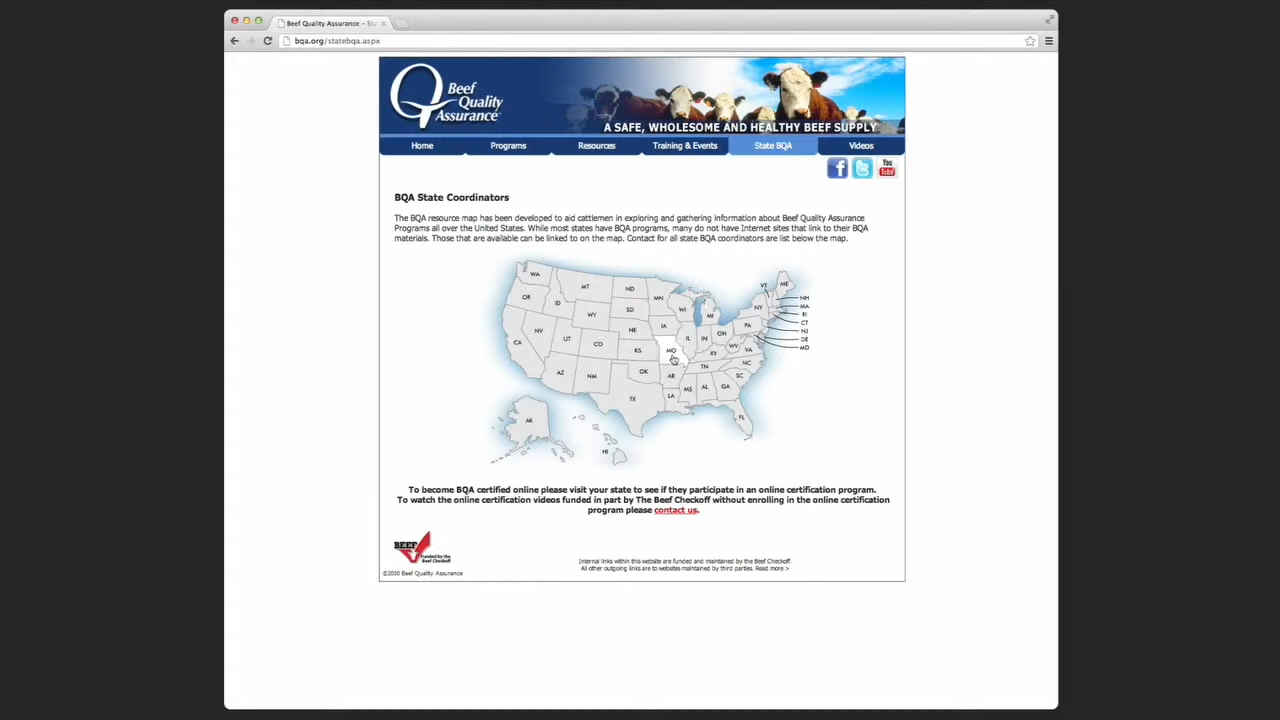 Beef Quality Assurance – Sta
bqa.org/statebqa.aspx
Beef
Quality
Assurance
A SAFE, WHOLESOME AND HEALTHY BEEF SUPPLY
Home Programs Resources Training & Events State BQA Videos
f t You Tube
BQA State Coordinators
The BQA resource map has been developed to aid cattlemen in exploring and gathering information about Beef Quality Assurance
Programs all over the United States. While most states have BQA programs, many do not have Internet sites that link to their BQA
materials. Those that are available can be linked to on the map. Contact for all state BQA coordinators are list below the map.
WA MT ND MN VT ME
OR ID WY SD WI MI NY NH
MA
RI
CT
NJ
DE
MD
NV UT CO NE IA IL IN OH PA
CA KS MO KY WV VA
AZ NM OK AR TN NC
TX LA MS AL GA SC
AK HI FL
To become BQA certified online please visit your state to see if they participate in an online certification program.
To watch the online certification videos funded in part by The Beef Checkoff without enrolling in the online certification
program please contact us.
BEEF
Funded by the
Beef Checkoff
©2010 Beef Quality Assurance
Internal links within this website are funded and maintained by the Beef Checkoff.
All other outgoing links are to websites maintained by third parties. Read more >